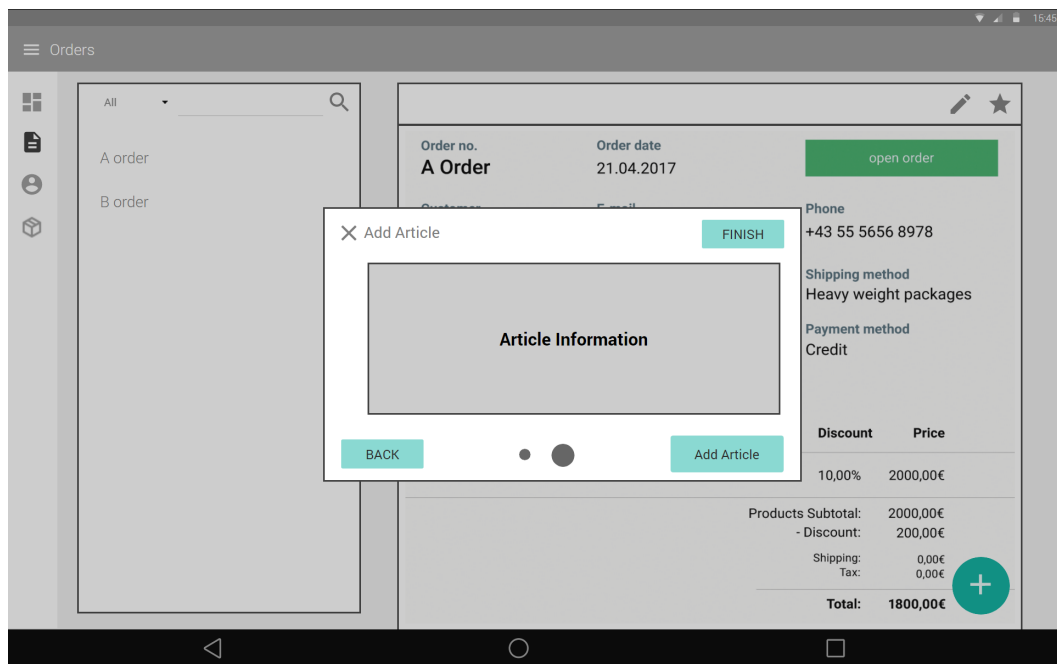 15:45
Orders
All
A order
B order
Order no.
Order date
open order
A Order
21.04.2017
Customer
E-mail
Phone
+43 55 5656 8978
Add Article
FINISH
Shipping method
Heavy weight packages
Article Information
Payment method
Credit
Discount Price
BACK
Add Article
10,00% 2000,00€
Products Subtotal: 2000,00€
- Discount: 200,00€
Shipping: 0,00€
Tax: 0,00€
Total: 1800,00€